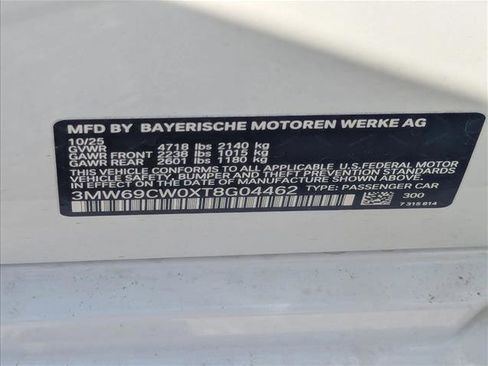 MFD BY BAYERISCHE MOTOREN WERKE AG
10/25
GVWR 4718 lbs 2140 kg
GAWR FRONT 2238 lbs 1015 kg
GAWR REAR 2601 lbs 1180 kg
THIS VEHICLE CONFORMS TO ALL APPLICABLE U.S.FEDERAL MOTOR
VEHICLE SAFETY, BUMPER AND THEFT PREVENTION STANDARDS
IN EFFECT ON THE DATE OF MANUFACTURE SHOWN ABOVE.
3MW69CW0XT8G04462 TYPE: PASSENGER CAR
300
7 315 814